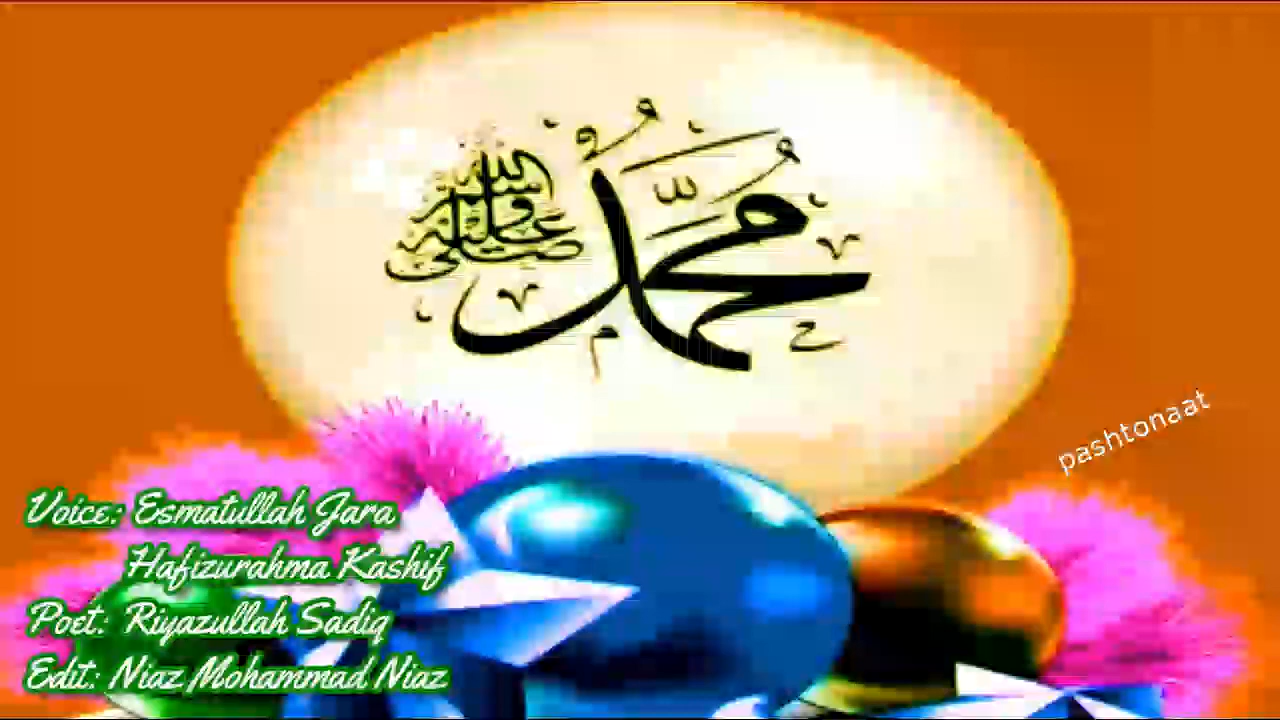 محمد
صلى الله عليه وسلم
pashtonaat
Voice: Esmatullah Jara
Hafizurahma Kashif
Poet: Riyazullah Sadiq
Edit: Niaz Mohammad Niaz